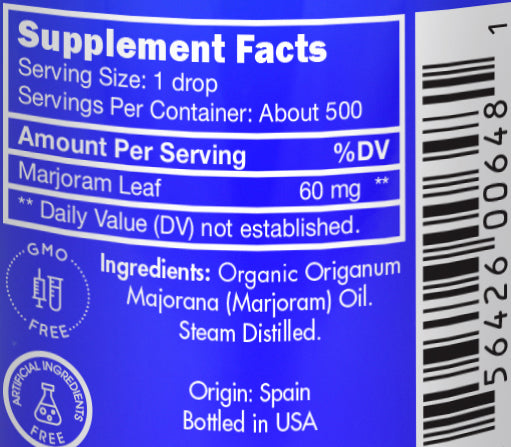 Supplement Facts
Serving Size: 1 drop
Servings Per Container: About 500
Amount Per Serving %DV
Marjoram Leaf 60 mg **
** Daily Value (DV) not established.
GMO
FREE
Ingredients: Organic Origanum
Majorana (Marjoram) Oil.
Steam Distilled.
ARTIFICIAL INGREDIENTS
FREE
Origin: Spain
Bottled in USA
56426 00648 1